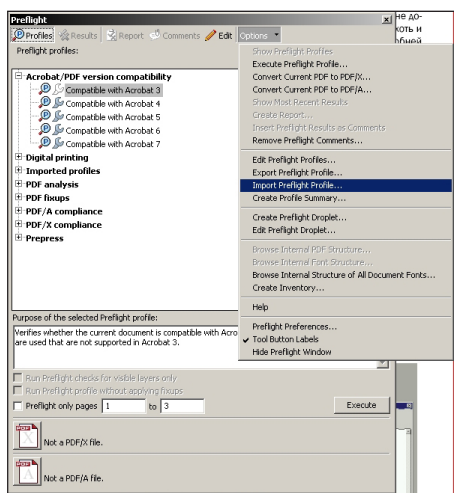 Preflight
Profiles Results Report Comments Edit Options
Preflight profiles:
Acrobat/PDF version compatibility
Compatible with Acrobat 3
Compatible with Acrobat 4
Compatible with Acrobat 5
Compatible with Acrobat 6
Compatible with Acrobat 7
Digital printing
Imported profiles
PDF analysis
PDF fixups
PDF/A compliance
PDF/X compliance
Prepress
Show Preflight Profiles
Execute Preflight Profile...
Convert Current PDF to PDF/X...
Convert Current PDF to PDF/A...
Show Most Recent Results
Create Report...
Insert Preflight Results as Comments
Remove Preflight Comments...
Edit Preflight Profiles...
Export Preflight Profile...
Import Preflight Profile...
Create Profile Summary...
Create Preflight Droplet...
Edit Preflight Droplet...
Browse Internal PDF Structure...
Browse Internal Font Structure...
Browse Internal Structure of All Document Fonts...
Create Inventory...
Help
Preflight Preferences...
Tool Button Labels
Hide Preflight Window
Purpose of the selected Preflight profile:
Verifies whether the current document is compatible with Acro
are used that are not supported in Acrobat 3.
Run Preflight checks for visible layers only
Run Preflight profile without applying fixups
Preflight only pages 1 to 3 Execute
PDF Not a PDF/X file.
PDF Not a PDF/A file.
не до-